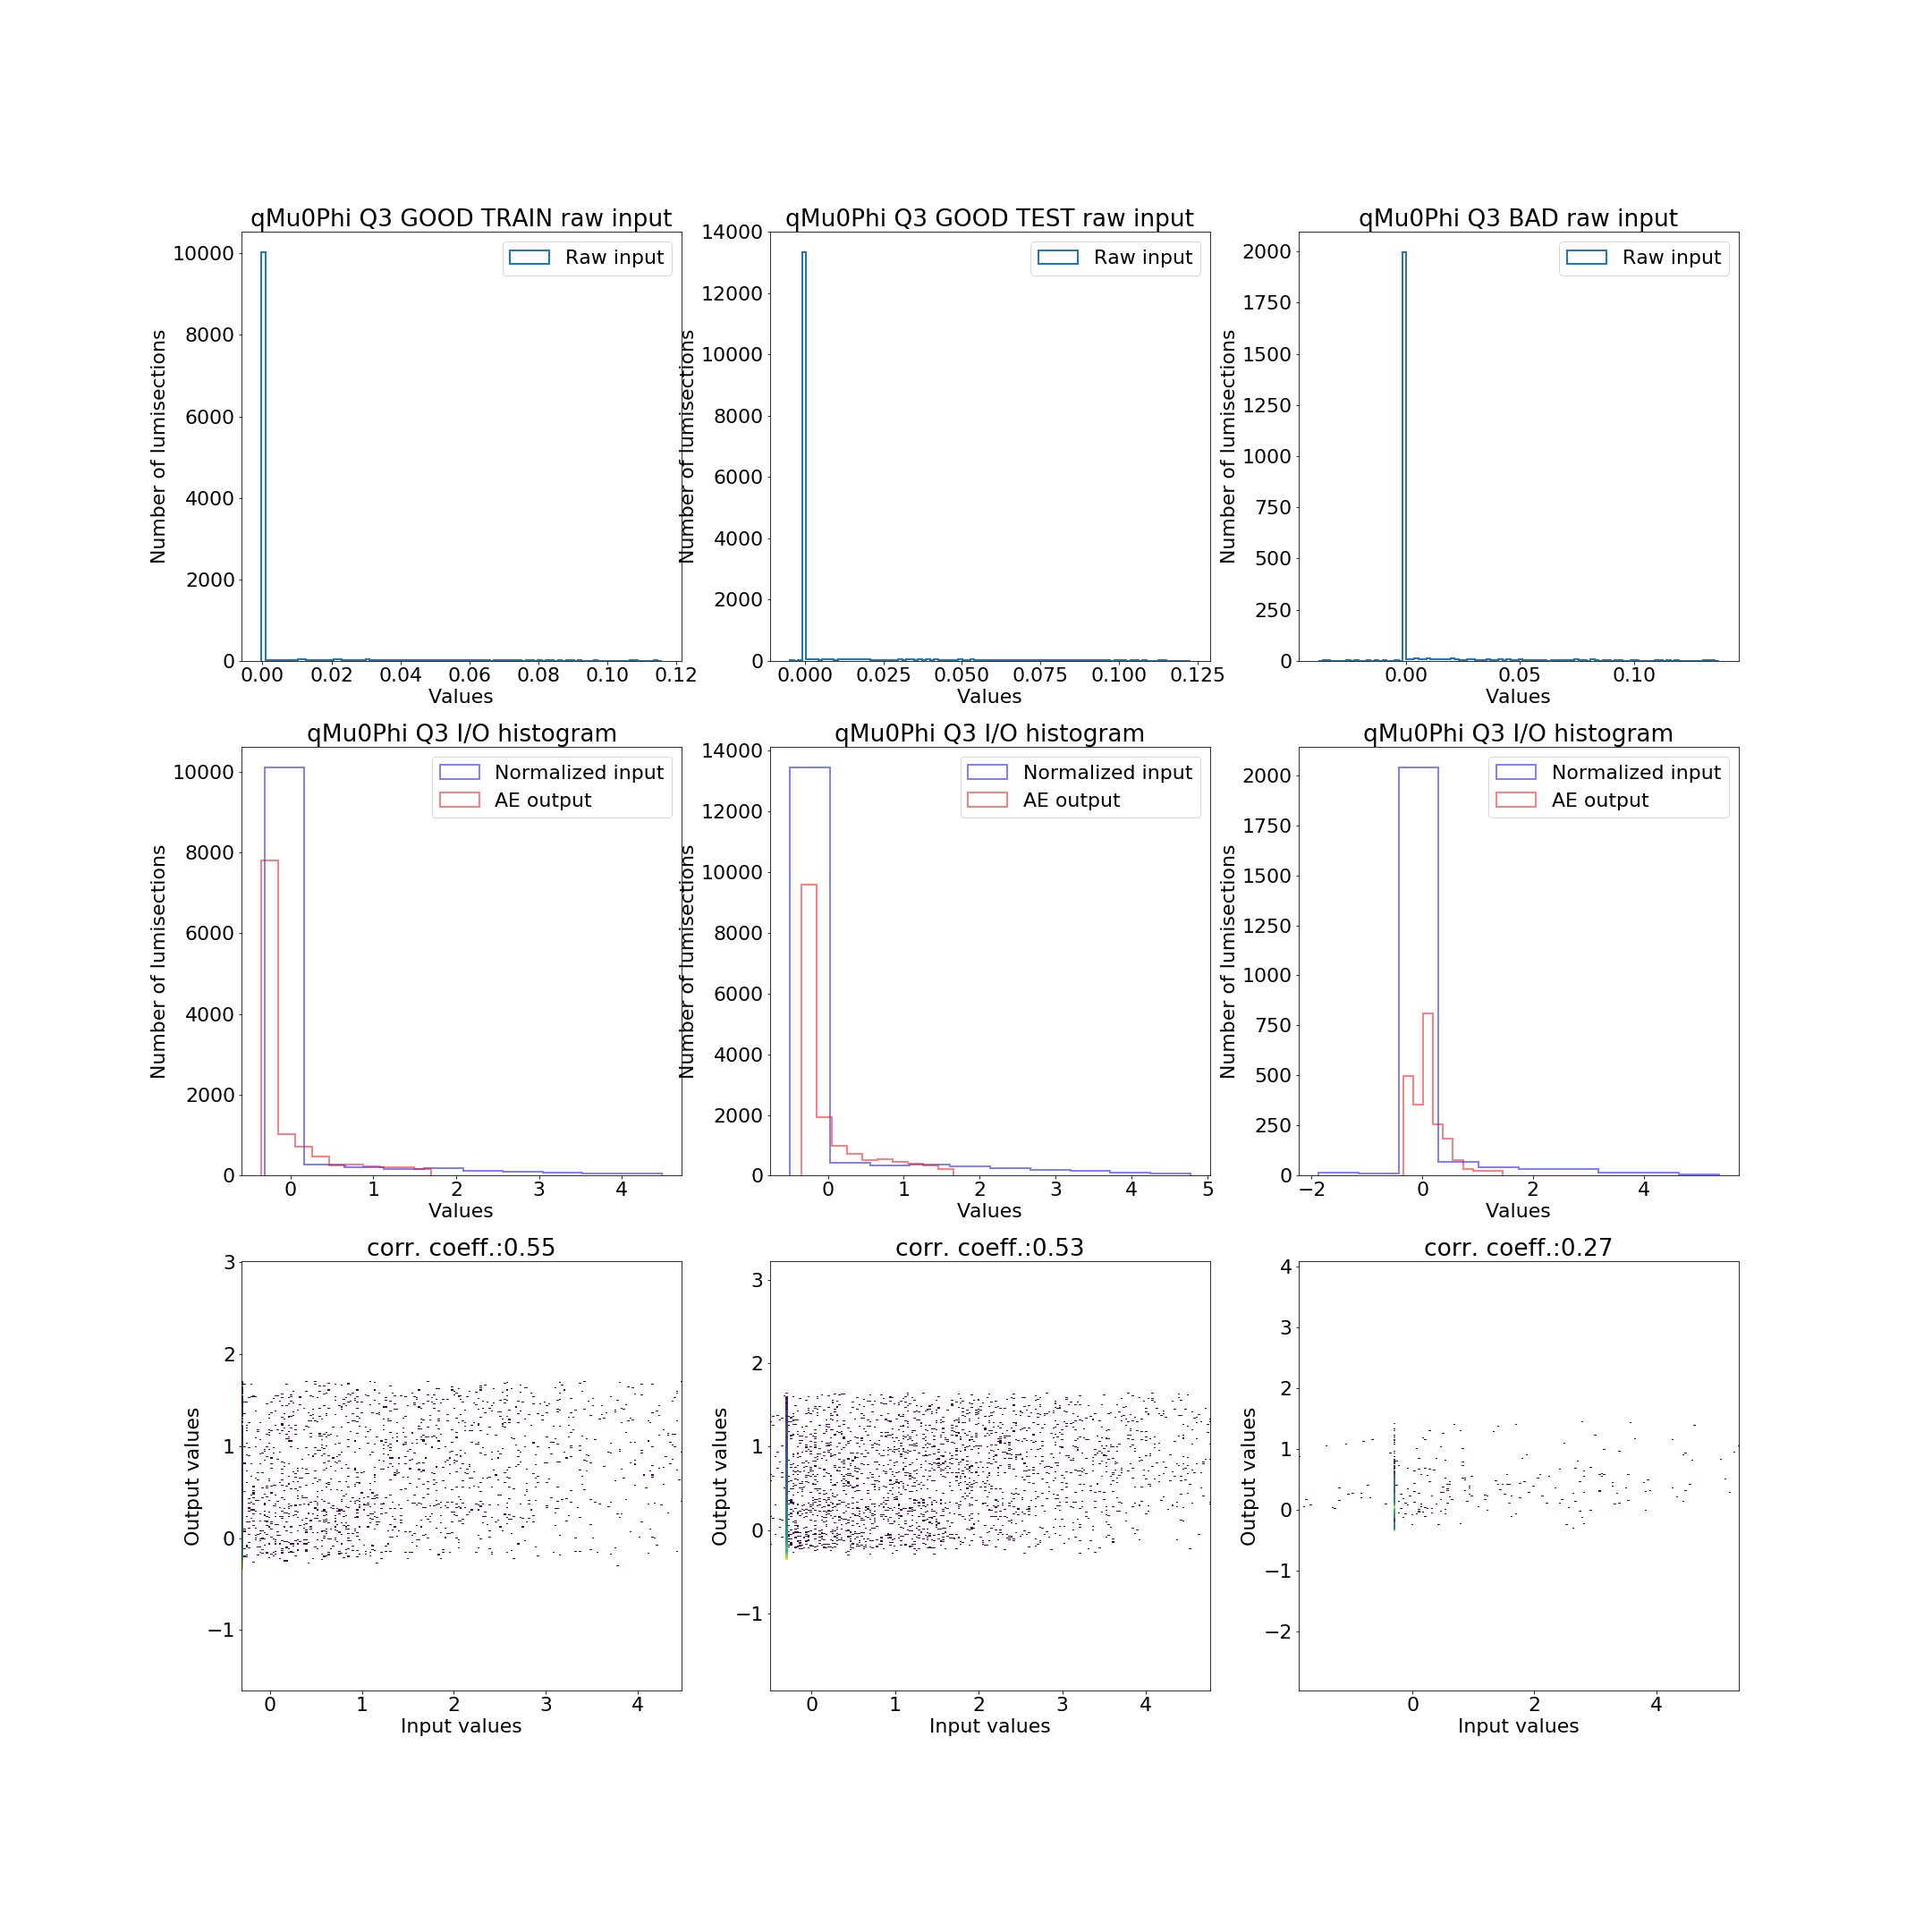 qMu0Phi Q3 GOOD TRAIN raw input
Raw input
Number of lumisections
10000
8000
6000
4000
2000
0
0.00 0.02 0.04 0.06 0.08 0.10 0.12
Values
qMu0Phi Q3 GOOD TEST raw input
Raw input
Number of lumisections
14000
12000
10000
8000
6000
4000
2000
0
0.000 0.025 0.050 0.075 0.100 0.125
Values
qMu0Phi Q3 BAD raw input
Raw input
Number of lumisections
2000
1750
1500
1250
1000
750
500
250
0
0.00 0.05 0.10
Values
qMu0Phi Q3 I/O histogram
Normalized input
AE output
Number of lumisections
10000
8000
6000
4000
2000
0
0 1 2 3 4
Values
qMu0Phi Q3 I/O histogram
Normalized input
AE output
Number of lumisections
14000
12000
10000
8000
6000
4000
2000
0
0 1 2 3 4 5
Values
qMu0Phi Q3 I/O histogram
Normalized input
AE output
Number of lumisections
2000
1750
1500
1250
1000
750
500
250
0
−2 0 2 4
Values
corr. coeff.:0.55
Output values
3
2
1
0
−1
0 1 2 3 4
Input values
corr. coeff.:0.53
Output values
3
2
1
0
−1
0 1 2 3 4
Input values
corr. coeff.:0.27
Output values
4
3
2
1
0
−1
−2
0 2 4
Input values